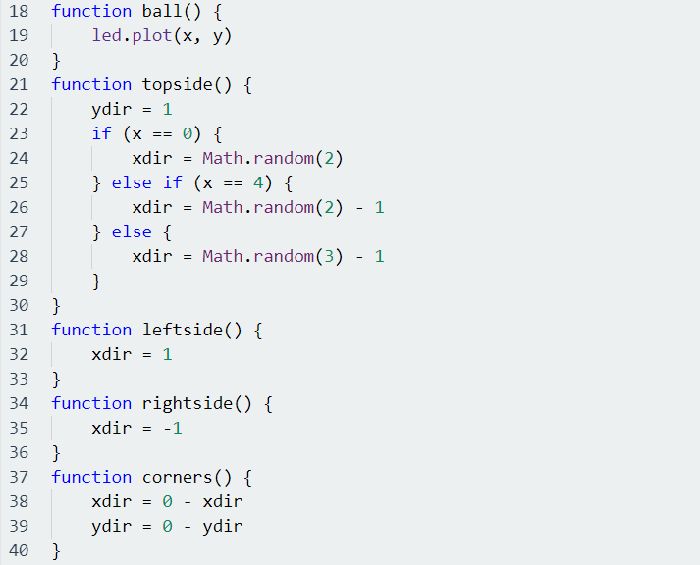 18 function ball() {
19     led.plot(x, y)
20 }
21 function topside() {
22     ydir = 1
23     if (x == 0) {
24         xdir = Math.random(2)
25     } else if (x == 4) {
26         xdir = Math.random(2) - 1
27     } else {
28         xdir = Math.random(3) - 1
29     }
30 }
31 function leftside() {
32     xdir = 1
33 }
34 function rightside() {
35     xdir = -1
36 }
37 function corners() {
38     xdir = 0 - xdir
39     ydir = 0 - ydir
40 }